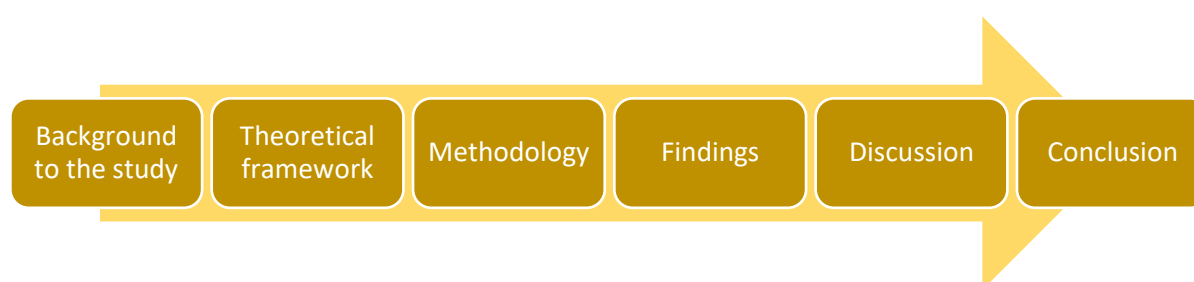 Background
to the study
Theoretical
framework
Methodology
Findings
Discussion
Conclusion